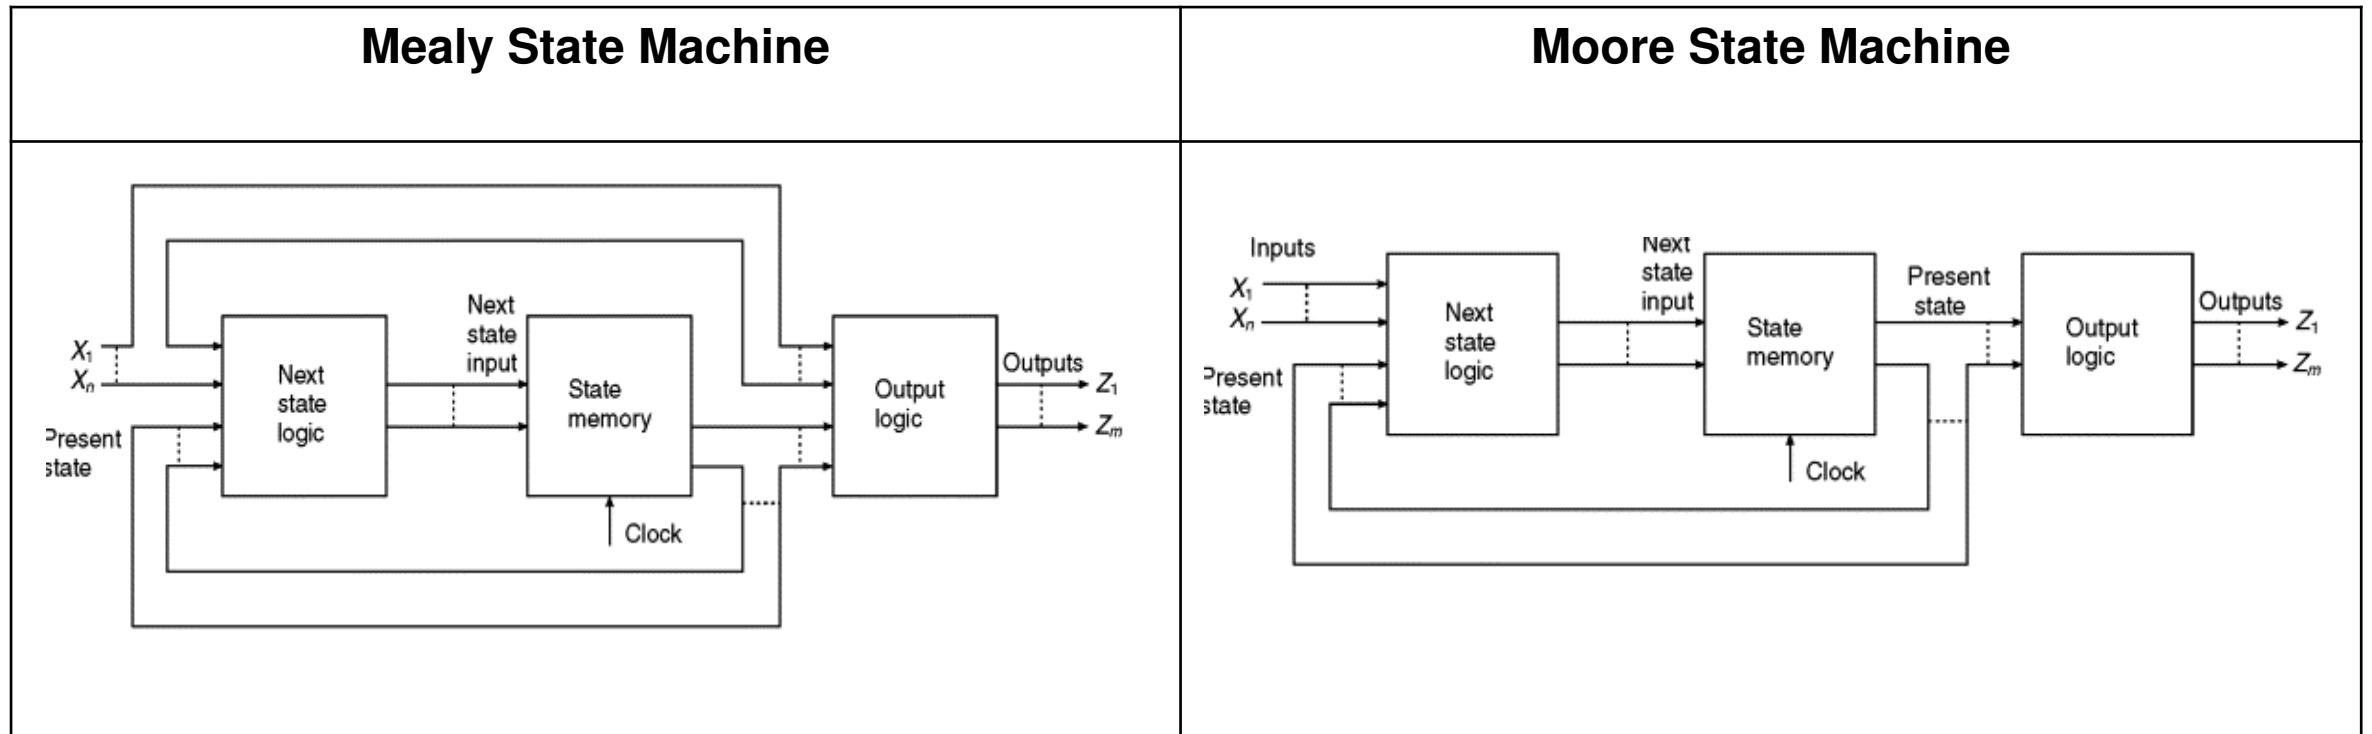 Mealy State Machine
Moore State Machine
X1
Xn
Present
state
Next
state
logic
Next
state
input
State
memory
Clock
Output
logic
Outputs
Z1
Zm
Inputs
X1
Xn
Present
state
Next
state
logic
Next
state
input
State
memory
Clock
Present
state
Output
logic
Outputs
Z1
Zm